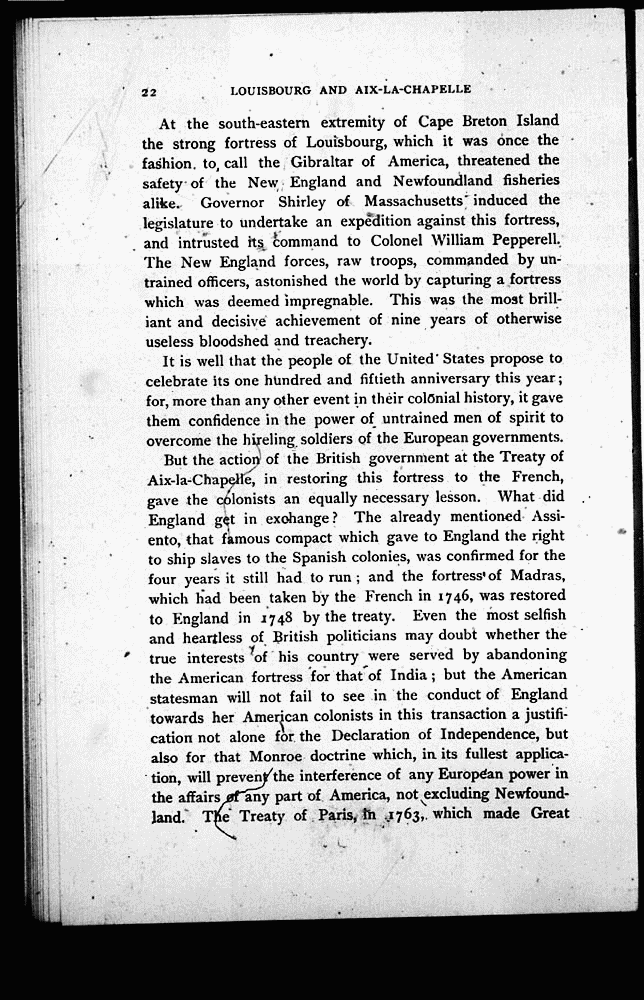 22 LOUISBOURG AND AIX-LA-CHAPELLE
At the south-eastern extremity of Cape Breton Island
the strong fortress of Louisbourg, which it was once the
fashion to call the Gibraltar of America, threatened the
safety of the New England and Newfoundland fisheries
alike. Governor Shirley of Massachusetts induced the
legislature to undertake an expedition against this fortress,
and intrusted its command to Colonel William Pepperell.
The New England forces, raw troops, commanded by un-
trained officers, astonished the world by capturing a fortress
which was deemed impregnable. This was the most brill-
iant and decisive achievement of nine years of otherwise
useless bloodshed and treachery.
It is well that the people of the United States propose to
celebrate its one hundred and fiftieth anniversary this year;
for, more than any other event in their colonial history, it gave
them confidence in the power of untrained men of spirit to
overcome the hireling soldiers of the European governments.
But the action of the British government at the Treaty of
Aix-la-Chapelle, in restoring this fortress to the French,
gave the colonists an equally necessary lesson. What did
England get in exchange? The already mentioned Assi-
ento, that famous compact which gave to England the right
to ship slaves to the Spanish colonies, was confirmed for the
four years it still had to run; and the fortress of Madras,
which had been taken by the French in 1746, was restored
to England in 1748 by the treaty. Even the most selfish
and heartless of British politicians may doubt whether the
true interests of his country were served by abandoning
the American fortress for that of India; but the American
statesman will not fail to see in the conduct of England
towards her American colonists in this transaction a justifi-
cation not alone for the Declaration of Independence, but
also for that Monroe doctrine which, in its fullest applica-
tion, will prevent the interference of any European power in
the affairs of any part of America, not excluding Newfound-
land. The Treaty of Paris, in 1763, which made Great